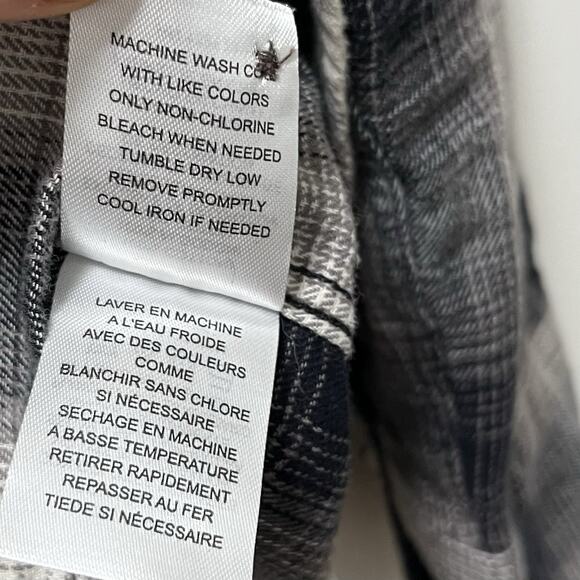 MACHINE WASH
WITH LIKE COLORS
ONLY NON-CHLORINE
BLEACH WHEN NEEDED
TUMBLE DRY LOW
REMOVE PROMPTLY
COOL IRON IF NEEDED
LAVER EN MACHINE
A L'EAU FROIDE
AVEC DES COULEURS
COMME
BLANCHIR SANS CHLORE
SI NÉCESSAIRE
SECHAGE EN MACHINE
A BASSE TEMPERATURE
RETIRER RAPIDEMENT
REPASSER AU FER
TIEDE SI NÉCESSAIRE